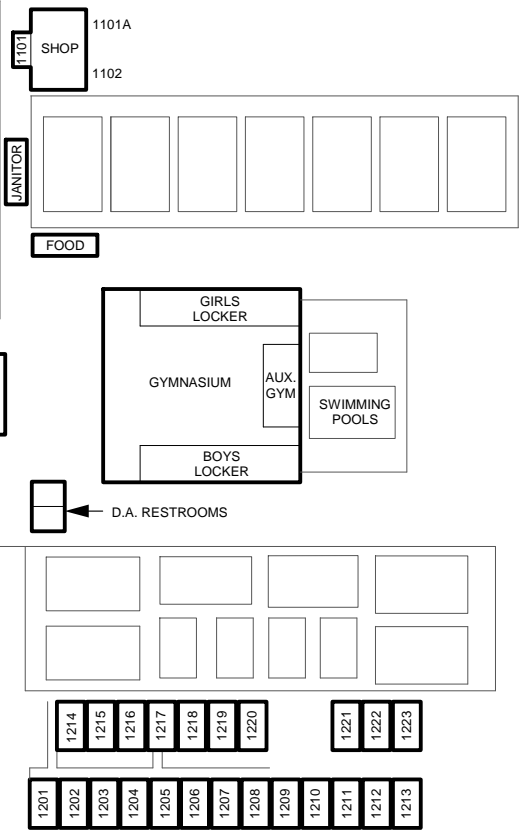 1101A
1101
SHOP
1102
JANITOR
FOOD
GIRLS
LOCKER
GYMNASIUM
AUX.
GYM
SWIMMING
POOLS
BOYS
LOCKER
D.A. RESTROOMS
1214
1215
1216
1217
1218
1219
1220
1221
1222
1223
1201
1202
1203
1204
1205
1206
1207
1208
1209
1210
1211
1212
1213